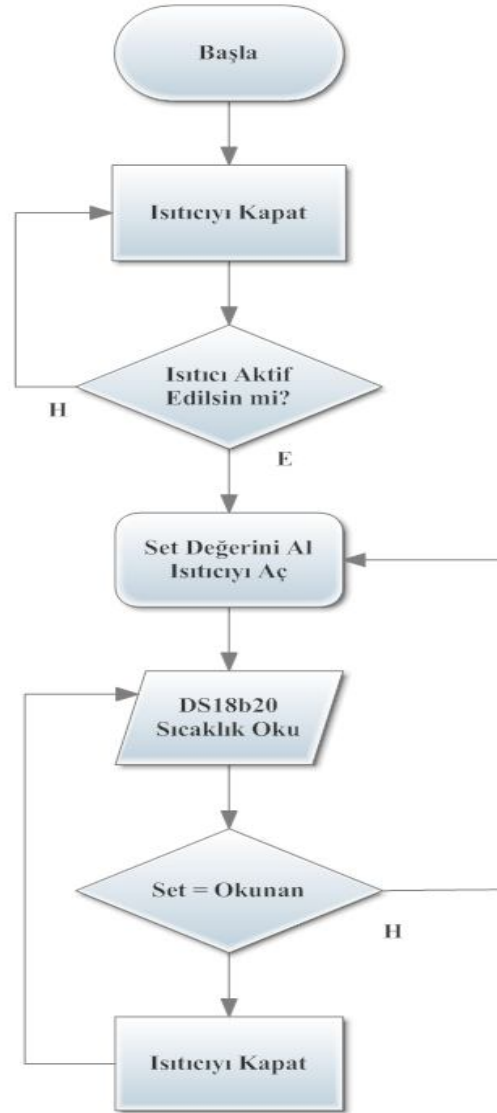 Başla
Isıtıcıyı Kapat
Isıtıcı Aktif
Edilsin mi?
H
E
Set Değerini Al
Isıtıcıyı Aç
DS18b20
Sıcaklık Oku
Set = Okunan
H
Isıtıcıyı Kapat